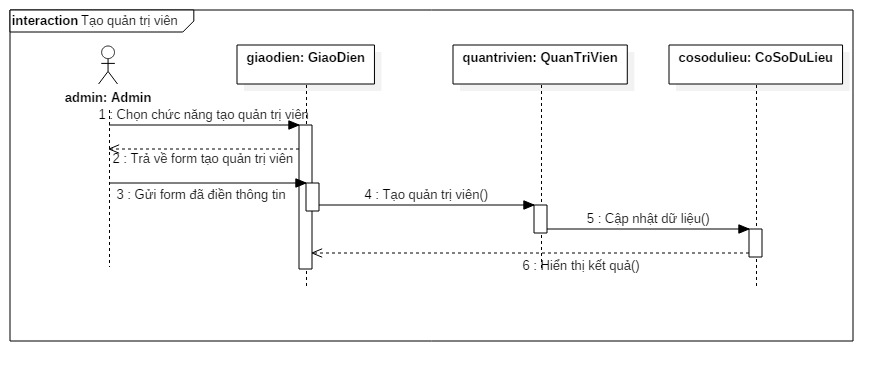 interaction Tạo quản trị viên
giaodien: GiaoDien
quantrivien: QuanTriVien
cosodulieu: CoSoDuLieu
admin: Admin
1 : Chọn chức năng tạo quản trị viên
2 : Trả về form tạo quản trị viên
3 : Gửi form đã điền thông tin
4 : Tạo quản trị viên()
5 : Cập nhật dữ liệu()
6 : Hiển thị kết quả()